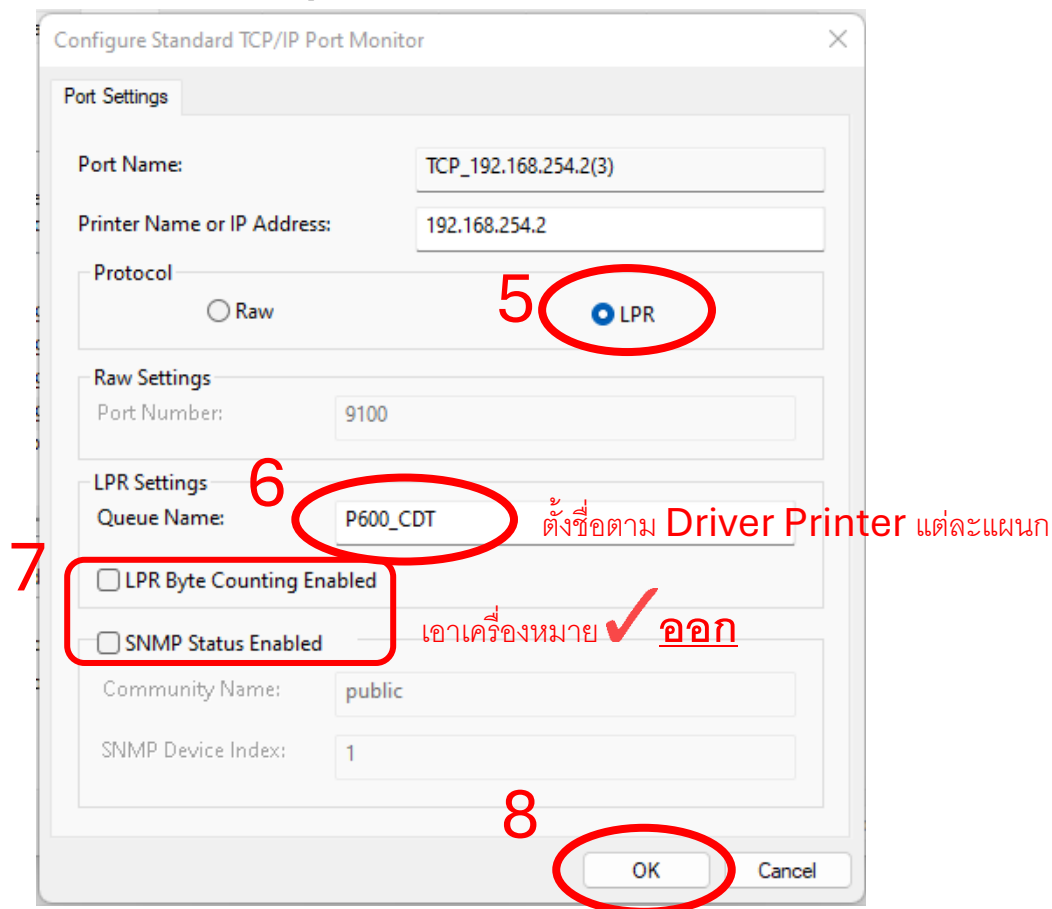 Configure Standard TCP/IP Port Monitor
Port Settings
Port Name: TCP_192.168.254.2(3)
Printer Name or IP Address: 192.168.254.2
Protocol
Raw 5 LPR
Raw Settings
Port Number: 9100
LPR Settings 6
Queue Name: P600_CDT ตั้งชื่อตาม Driver Printer แต่ละแผนก
7 LPR Byte Counting Enabled
SNMP Status Enabled เอาเครื่องหมาย ✓ ออก
Community Name: public
SNMP Device Index: 1
8
OK Cancel